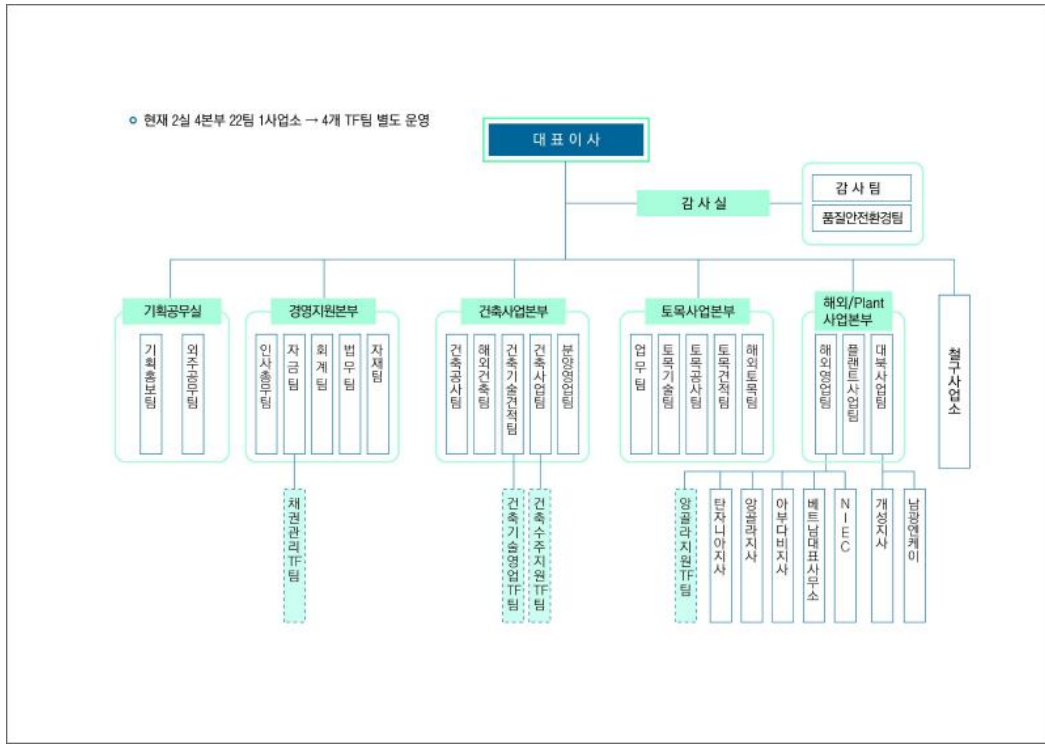 현재 2실 4본부 22팀 1사업소 → 4개 TF팀 별도 운영
대 표 이 사
감 사 실
감 사 팀
품질안전환경팀
기획공무실
기획홍보팀
외주공무팀
경영지원본부
인사총무팀
자금팀
회계팀
법무팀
자재팀
채권관리TF팀
건축사업본부
건축공사팀
해외건축팀
건축기술견적팀
건축사업팀
분양영업팀
건축기술영업TF팀
건축수주지원TF팀
토목사업본부
업무팀
토목기술팀
토목공사팀
토목견적팀
해외토목팀
해외/Plant
사업본부
해외영업팀
플랜트사업팀
대북사업팀
앙골라지원TF팀
탄자니아지사
앙골라지사
아부다비지사
베트남대표사무소
NIEC
개성지사
남광엔케이
철구사업소